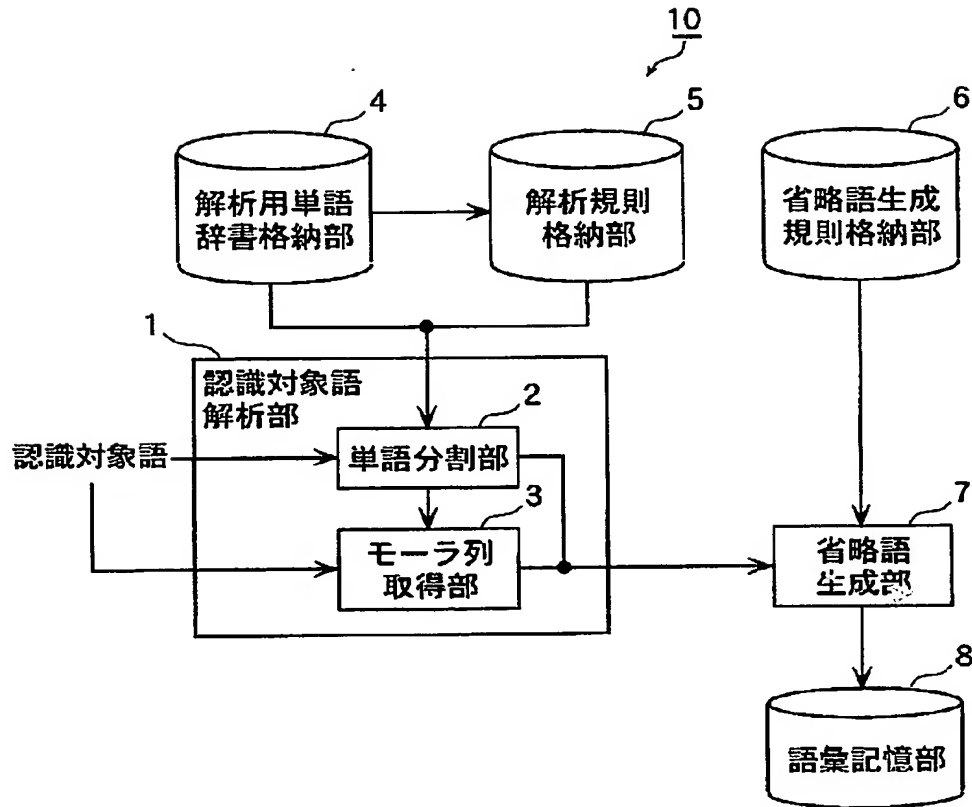 10
4
5
6
解析用単語
辞書格納部
解析規則
格納部
省略語生成
規則格納部
1
認識対象語
解析部
2
認識対象語
単語分割部
3
モーラ列
取得部
7
省略語
生成部
8
語彙記憶部